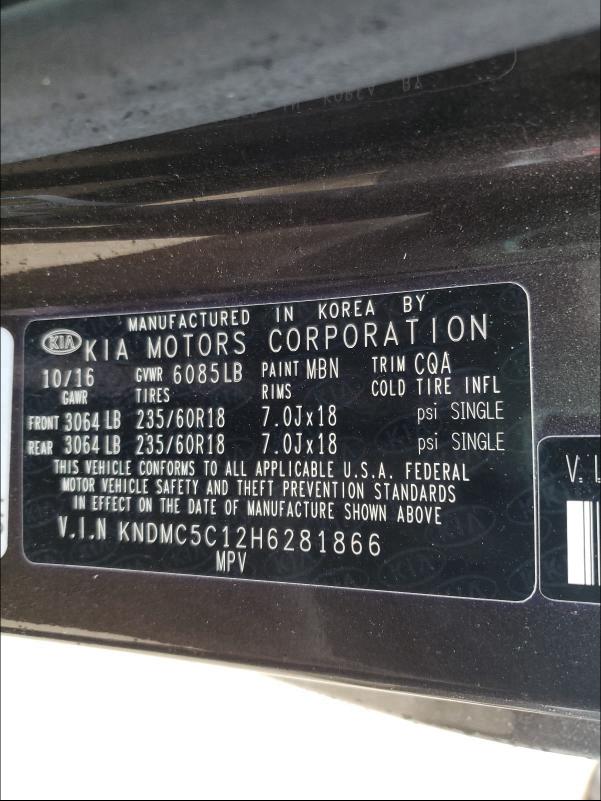 MANUFACTURED IN KOREA BY
KIA KIA MOTORS CORPORATION
10/16 GVWR 6085LB PAINT MBN TRIM CQA
GAWR TIRES RIMS COLD TIRE INFL
FRONT 3064 LB 235/60R18 7.0Jx18 psi SINGLE
REAR 3064 LB 235/60R18 7.0Jx18 psi SINGLE
THIS VEHICLE CONFORMS TO ALL APPLICABLE U.S.A. FEDERAL
MOTOR VEHICLE SAFETY AND THEFT PREVENTION STANDARDS
IN EFFECT ON THE DATE OF MANUFACTURE SHOWN ABOVE
V.I.N KNDMC5C12H6281866
MPV